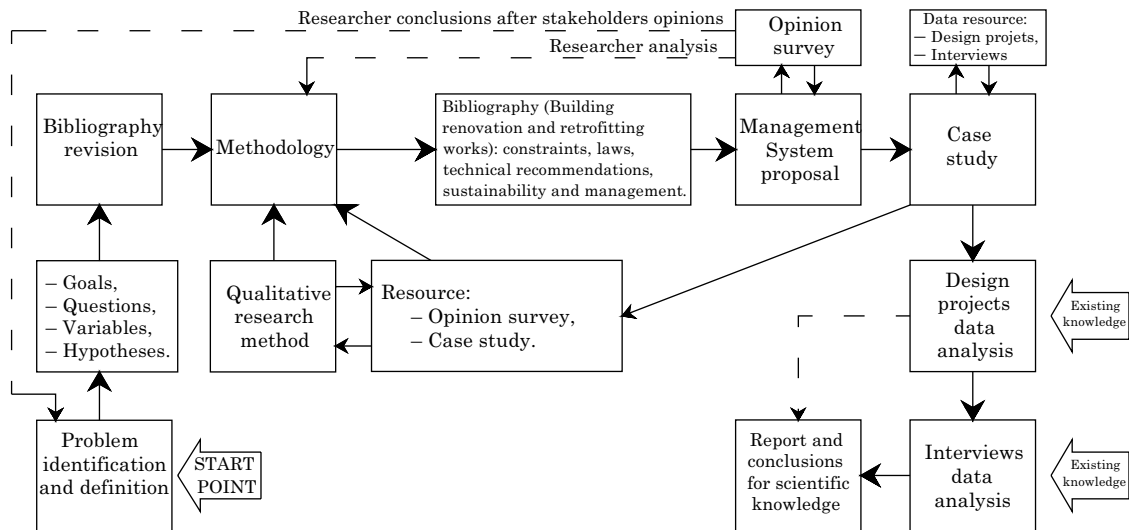 Researcher conclusions after stakeholders opinions
Researcher analysis
Opinion
survey
Data resource:
– Design projets,
– Interviews
Bibliography
revision
Methodology
Bibliography (Building
renovation and retrofitting
works): constraints, laws,
technical recommendations,
sustainability and management.
Management
System
proposal
Case
study
– Goals,
– Questions,
– Variables,
– Hypotheses.
Qualitative
research
method
Resource:
– Opinion survey,
– Case study.
Design
projects data
analysis
Existing
knowledge
Problem
identification
and definition
START
POINT
Report and
conclusions
for scientific
knowledge
Interviews
data
analysis
Existing
knowledge